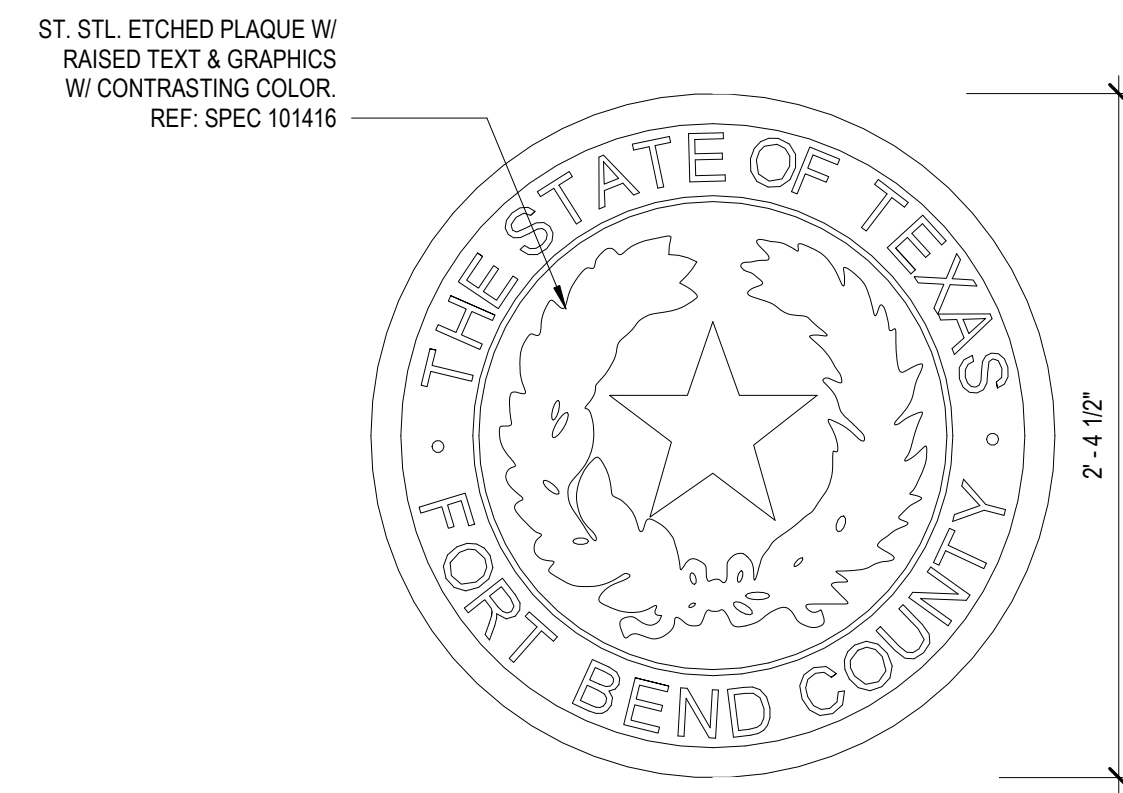 ST. STL. ETCHED PLAQUE W/
RAISED TEXT & GRAPHICS
W/ CONTRASTING COLOR.
REF: SPEC 101416
THE STATE OF TEXAS
• FORT BEND COUNTY •
2' - 4 1/2"